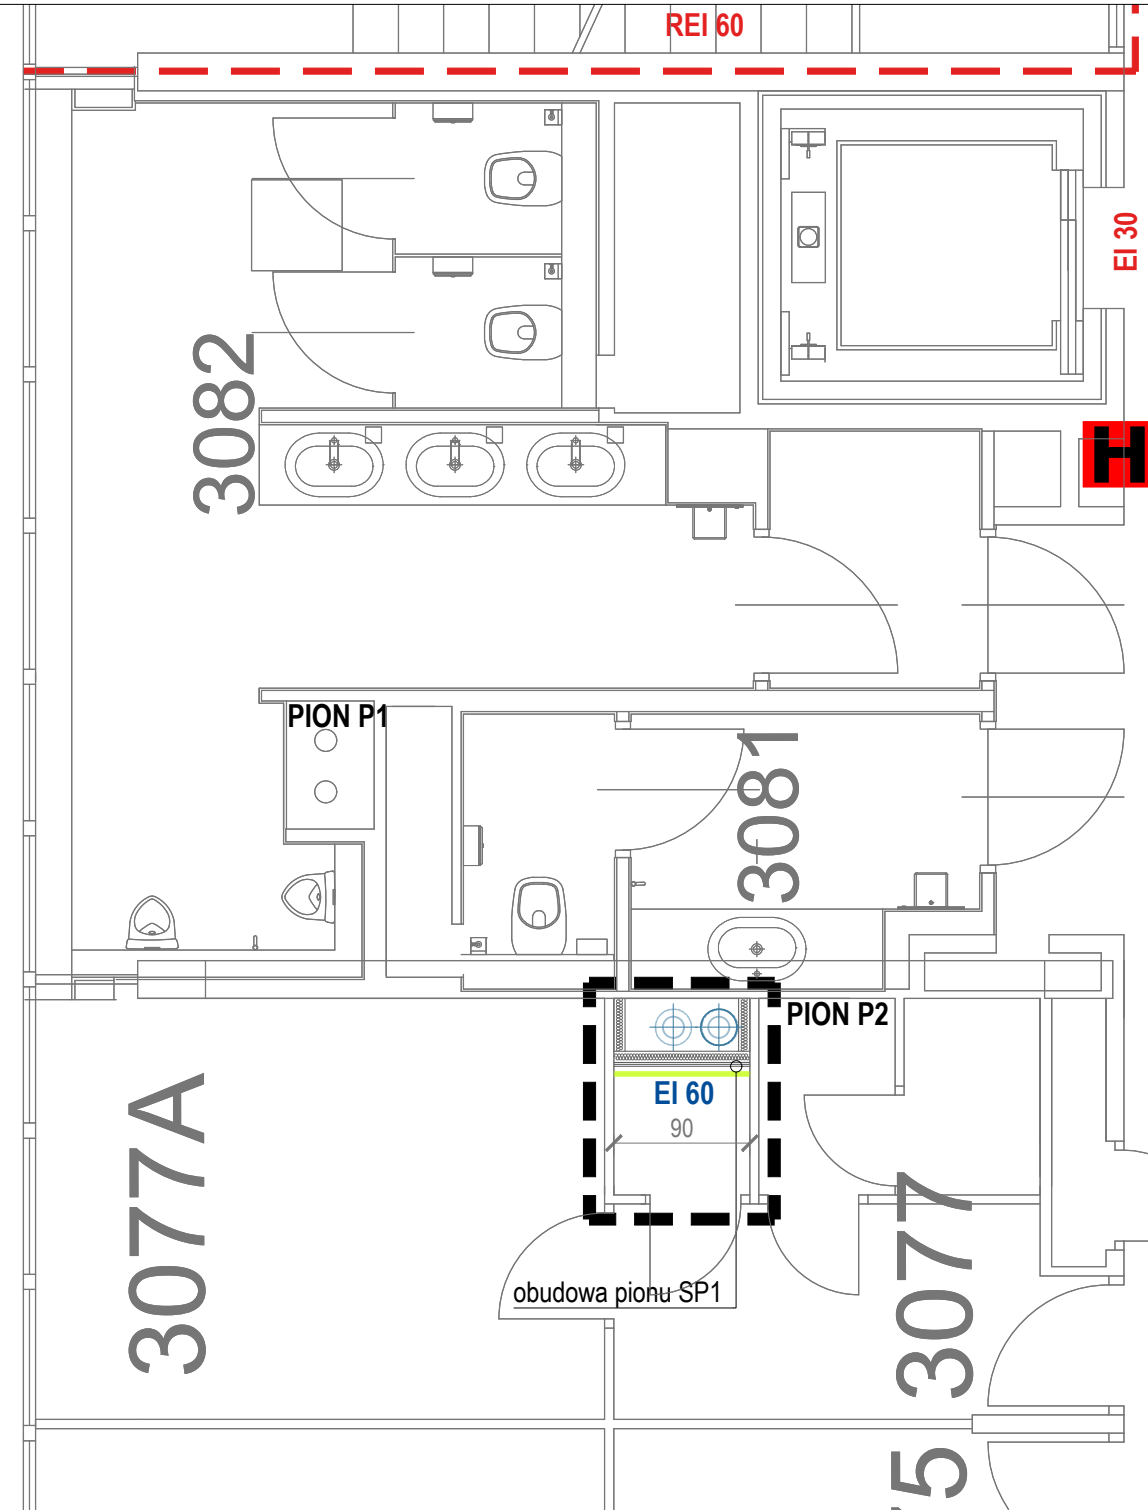 REI 60
EI 30
3082
H
PION P1
3081
PION P2
EI 60
90
3077A
3077
obudowa pionu SP1
5